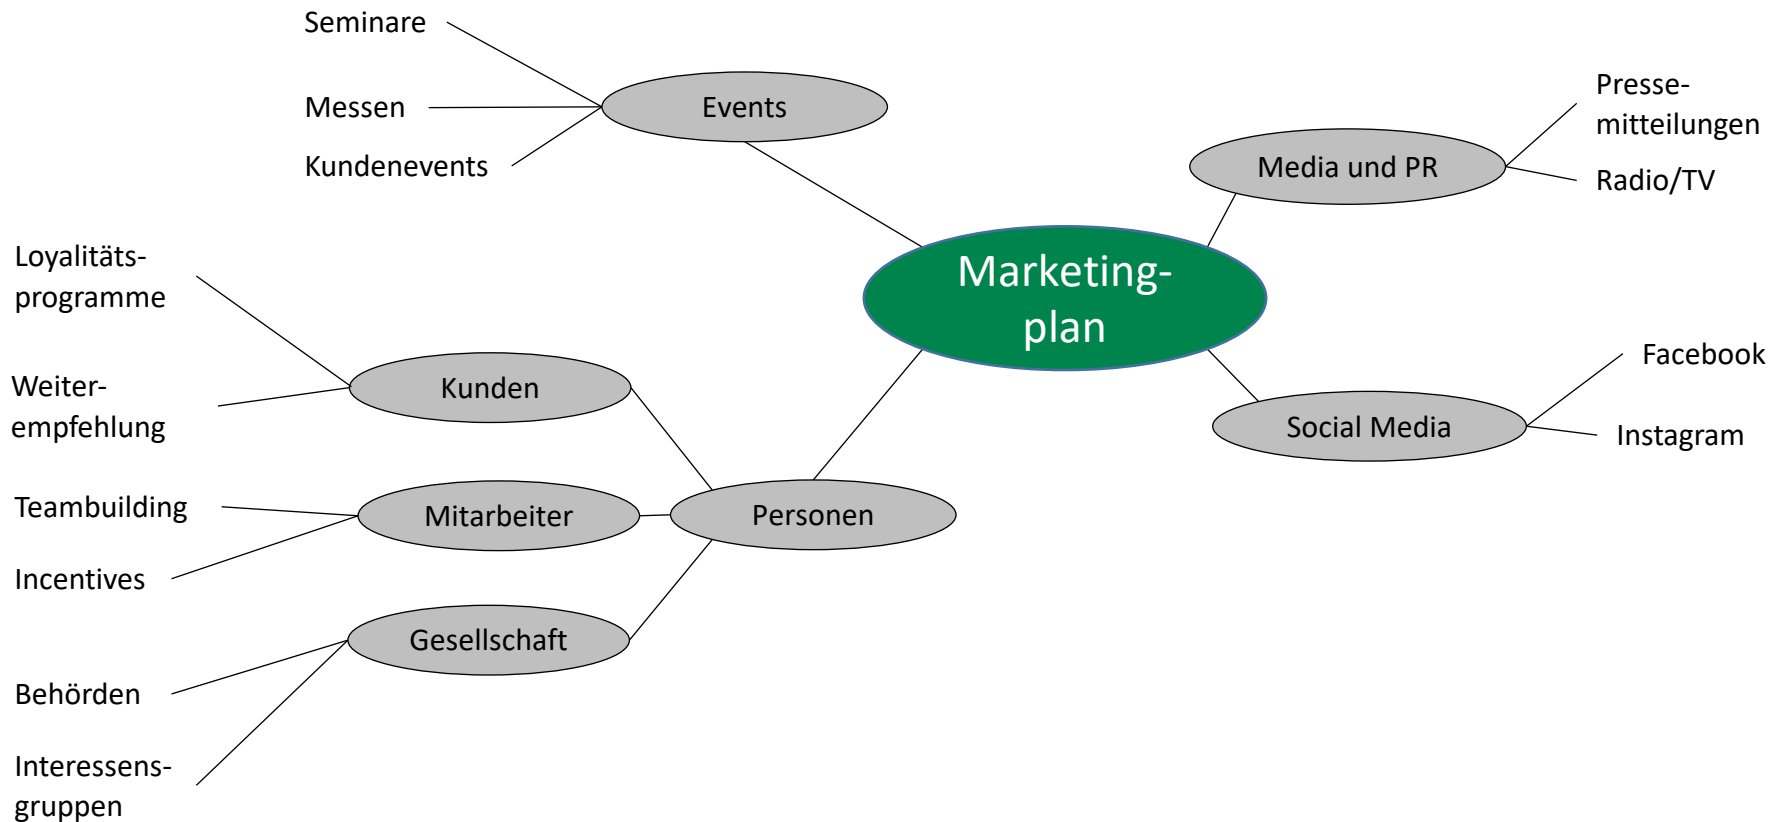 Seminare
Messen
Kundenevents
Events
Presse-
mitteilungen
Radio/TV
Media und PR
Marketing-
plan
Loyalitäts-
programme
Weiter-
empfehlung
Kunden
Facebook
Instagram
Social Media
Teambuilding
Incentives
Mitarbeiter
Personen
Gesellschaft
Behörden
Interessens-
gruppen